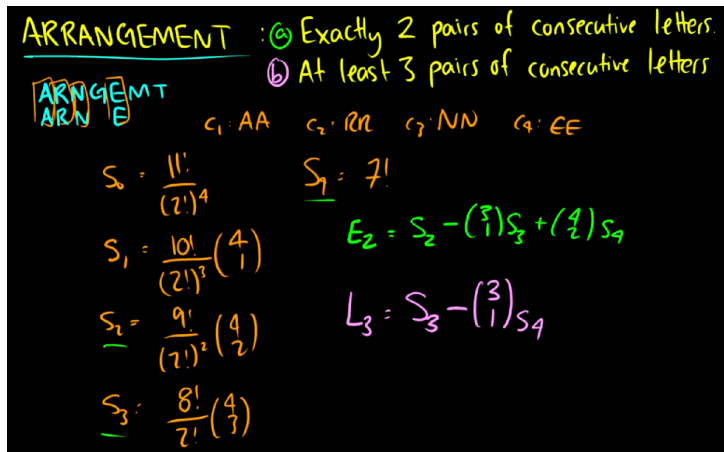 ARRANGEMENT : ⓐ Exactly 2 pairs of consecutive letters.
ⓑ At least 3 pairs of consecutive letters
ARNGEMT
ARN E
C₁: AA C₂: RR C₃: NN C₄: EE
S₀ = 11!/(2!)⁴ S₄ = 7!
E₂ = S₂ - (3 1)S₃ + (4 2)S₄
S₁ = 10!/(2!)³ (4 1)
L₃ = S₃ - (3 1)S₄
S₂ = 9!/(2!)² (4 2)
S₃ = 8!/2! (4 3)